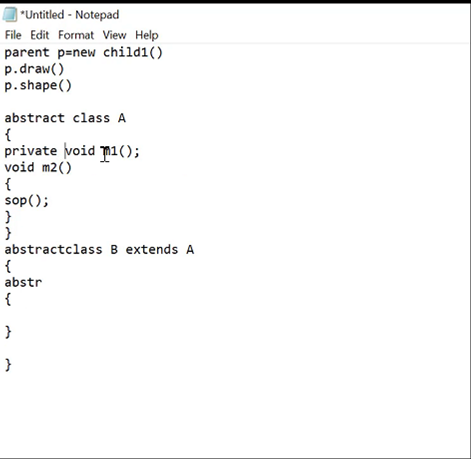 *Untitled - Notepad
File Edit Format View Help
parent p=new child1()
p.draw()
p.shape()
abstract class A
{
private void m1();
void m2()
{
sop();
}
}
abstractclass B extends A
{
abstr
{
}
}